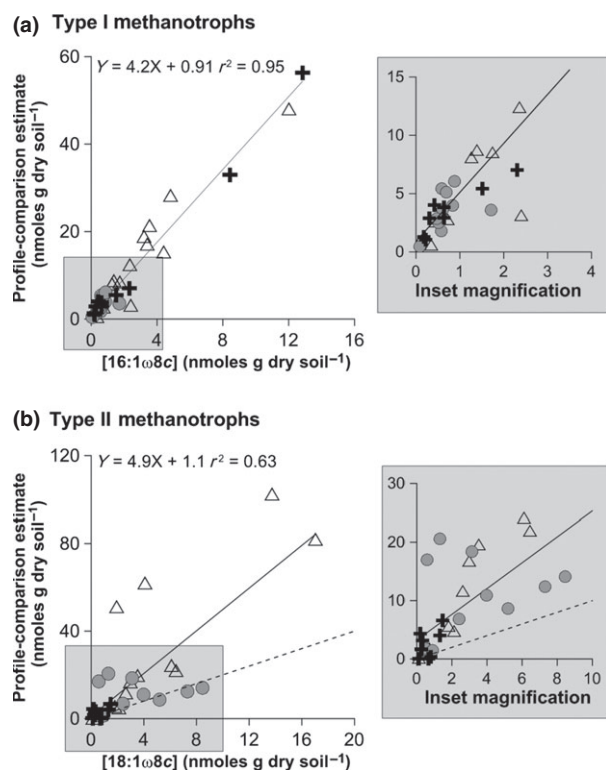 (a) Type I methanotrophs
Y = 4.2X + 0.91 r² = 0.95
Profile-comparison estimate
(nmoles g dry soil⁻¹)
60
40
20
0
0 4 8 12 16
[16:1ω8c] (nmoles g dry soil⁻¹)
15
10
5
0
0 1 2 3 4
Inset magnification
(b) Type II methanotrophs
Y = 4.9X + 1.1 r² = 0.63
Profile-comparison estimate
(nmoles g dry soil⁻¹)
120
80
40
0
0 4 8 12 16 20
[18:1ω8c] (nmoles g dry soil⁻¹)
30
20
10
0
0 2 4 6 8 10
Inset magnification